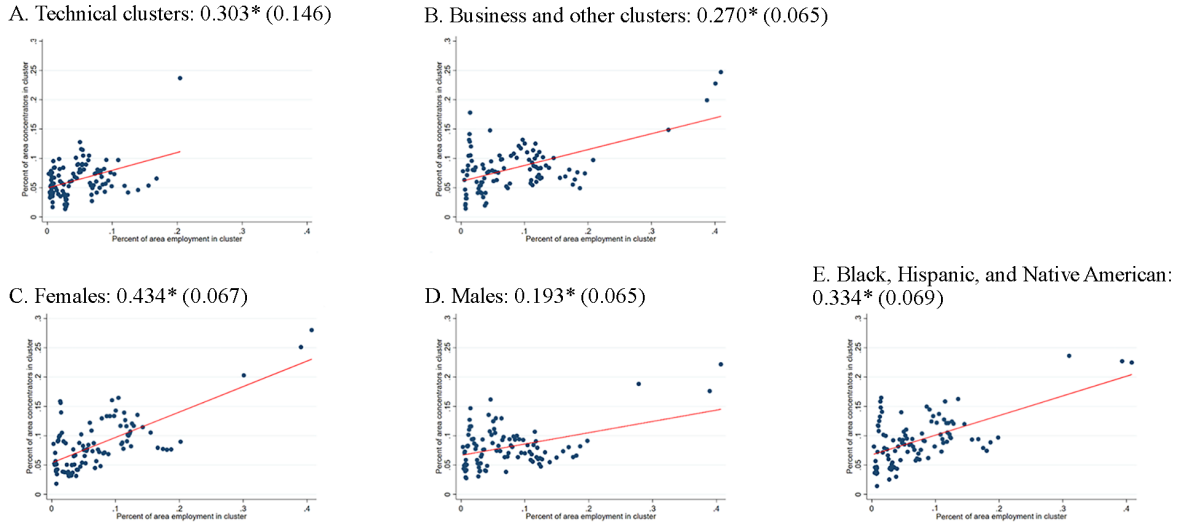 A. Technical clusters: 0.303* (0.146)
B. Business and other clusters: 0.270* (0.065)
Percent of area concentrators in cluster
.3
.25
.2
.15
.1
.05
0
0 .1 .2 .3 .4
Percent of area employment in cluster
Percent of area concentrators in cluster
.3
.25
.2
.15
.1
.05
0
0 .1 .2 .3 .4
Percent of area employment in cluster
C. Females: 0.434* (0.067)
D. Males: 0.193* (0.065)
E. Black, Hispanic, and Native American:
0.334* (0.069)
Percent of area concentrators in cluster
.3
.25
.2
.15
.1
.05
0
0 .1 .2 .3 .4
Percent of area employment in cluster
Percent of area concentrators in cluster
.3
.25
.2
.15
.1
.05
0
0 .1 .2 .3 .4
Percent of area employment in cluster
Percent of area concentrators in cluster
.3
.25
.2
.15
.1
.05
0
0 .1 .2 .3 .4
Percent of area employment in cluster